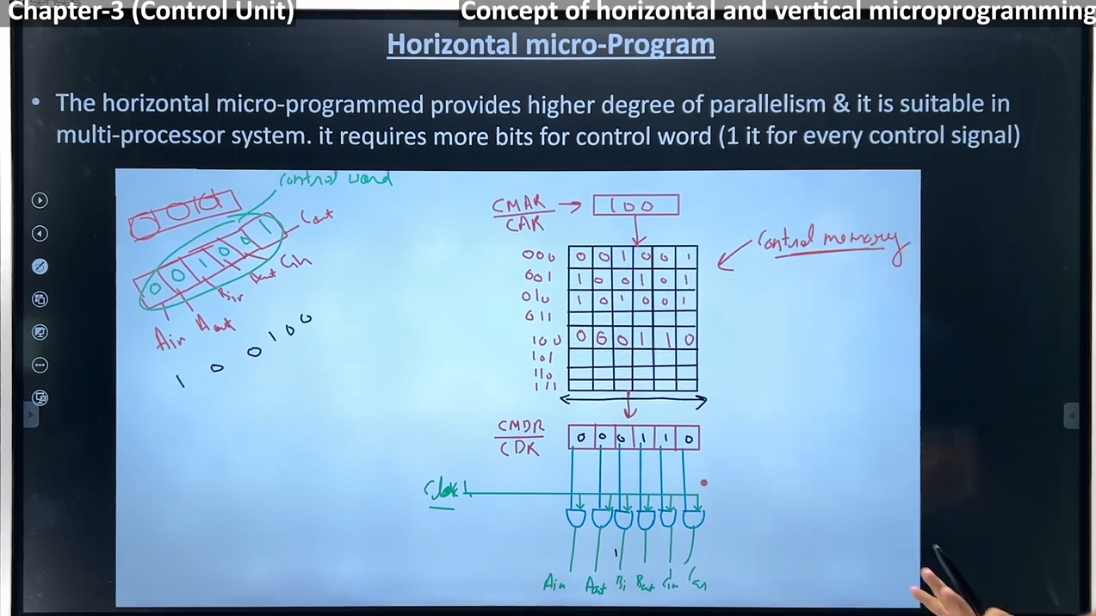 Chapter-3 (Control Unit)
Concept of horizontal and vertical microprogramming
Horizontal micro-Program
• The horizontal micro-programmed provides higher degree of parallelism & it is suitable in
multi-processor system. it requires more bits for control word (1 it for every control signal)
control word
0 0 1 0 0 1
Cout
Cin
Bout
Bin
Aout
Ain
1 0 0 1 0 0
CMAR
CAR
100
control memory
000 0 0 1 0 0 1
001 1 0 0 1 0 1
010 1 0 1 0 0 1
011
100 0 0 0 1 1 0
101
110
111
CMDR
CDR
0 0 0 1 1 0
Clock
1
Ain Aout Bi Bout Cin